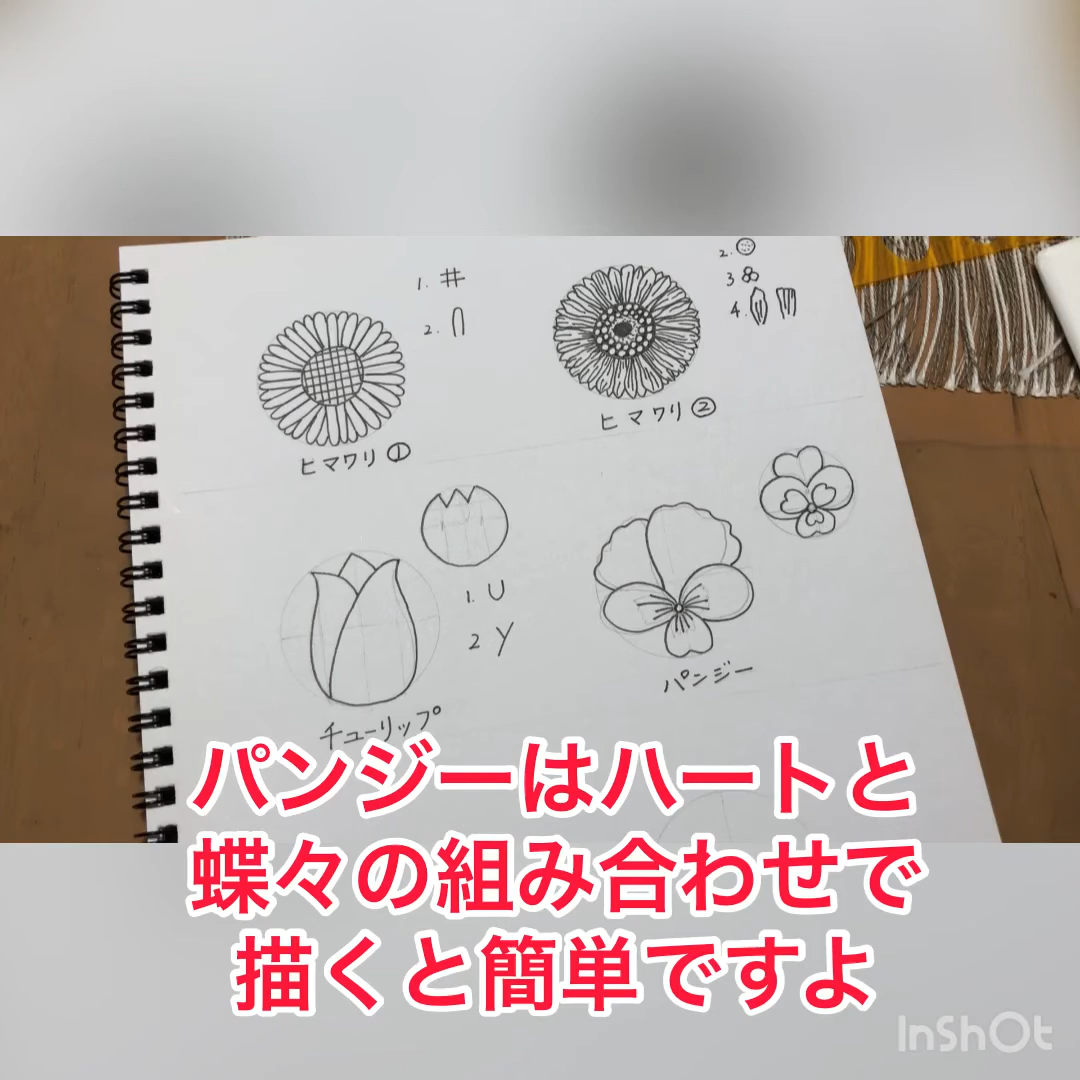 1. #
2. ∩
ヒマワリ①
2.
3
4.
ヒマワリ②
1. U
2 Y
チューリップ
パンジー
パンジーはハートと
蝶々の組み合わせで
描くと簡単ですよ
InShOt